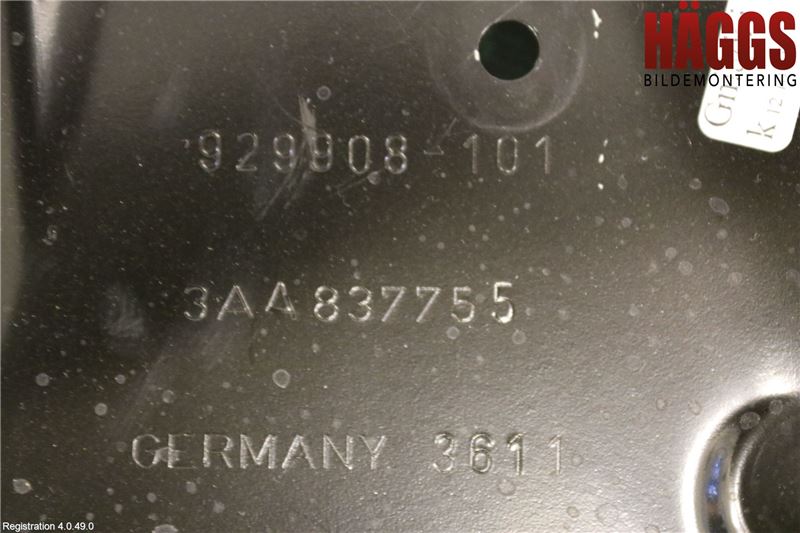 HÄGGS
BILDEMONTERING
929908-101
3AA837755
GERMANY 3611
Registration 4.0.49.0